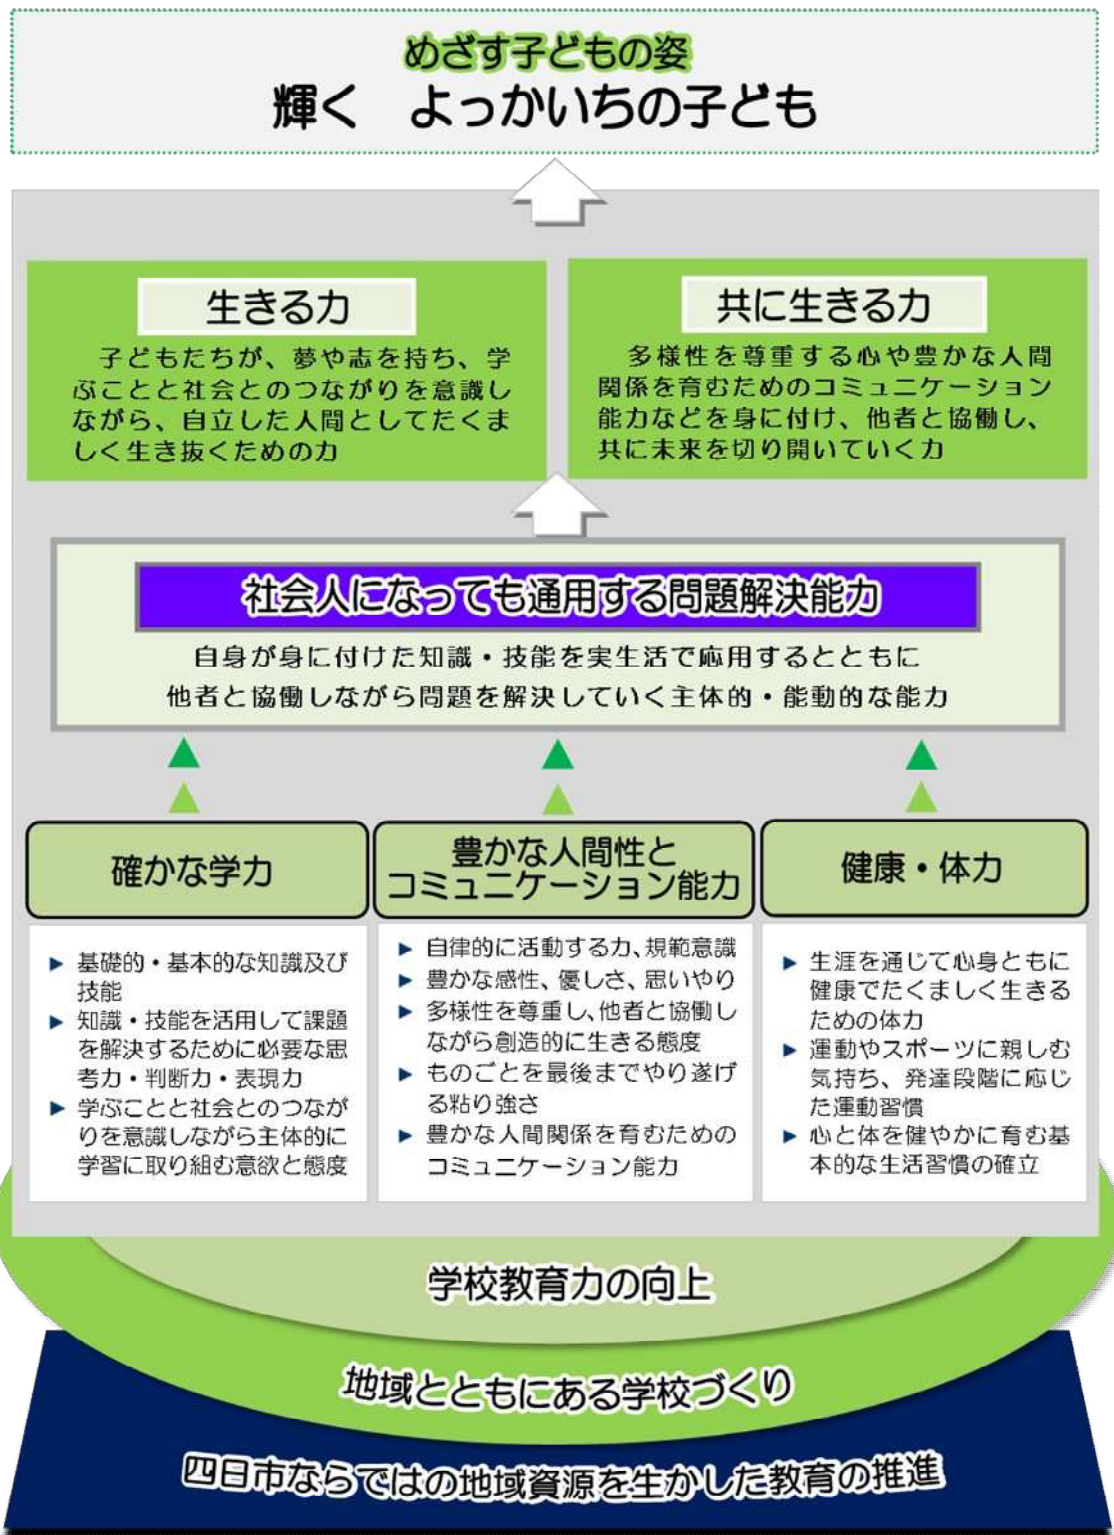 めざす子どもの姿
輝く　よっかいちの子ども
生きる力
子どもたちが、夢や志を持ち、学
ぶことと社会とのつながりを意識し
ながら、自立した人間としてたくま
しく生き抜くための力
共に生きる力
多様性を尊重する心や豊かな人間
関係を育むためのコミュニケーション
能力などを身に付け、他者と協働し、
共に未来を切り開いていく力
社会人になっても通用する問題解決能力
自身が身に付けた知識・技能を実生活で応用するとともに
他者と協働しながら問題を解決していく主体的・能動的な能力
確かな学力
▶ 基礎的・基本的な知識及び
技能
▶ 知識・技能を活用して課題
を解決するために必要な思
考力・判断力・表現力
▶ 学ぶことと社会とのつなが
りを意識しながら主体的に
学習に取り組む意欲と態度
豊かな人間性と
コミュニケーション能力
▶ 自律的に活動する力、規範意識
▶ 豊かな感性、優しさ、思いやり
▶ 多様性を尊重し、他者と協働し
ながら創造的に生きる態度
▶ ものごとを最後までやり遂げ
る粘り強さ
▶ 豊かな人間関係を育むための
コミュニケーション能力
健康・体力
▶ 生涯を通じて心身ともに
健康でたくましく生きる
ための体力
▶ 運動やスポーツに親しむ
気持ち、発達段階に応じ
た運動習慣
▶ 心と体を健やかに育む基
本的な生活習慣の確立
学校教育力の向上
地域とともにある学校づくり
四日市ならではの地域資源を生かした教育の推進